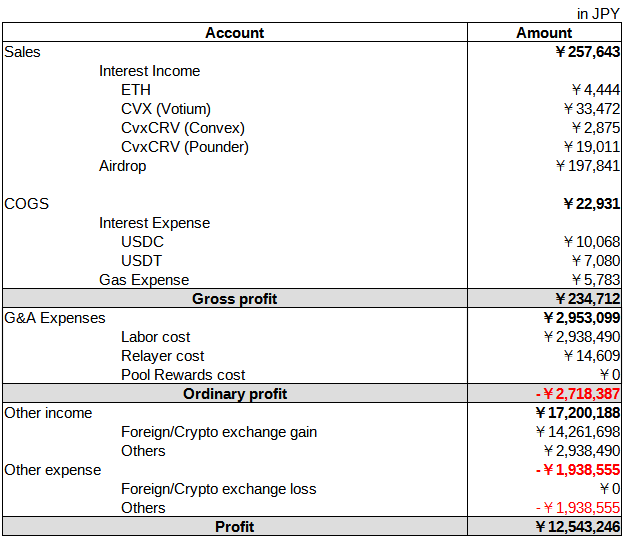 in JPY
Account Amount
Sales ¥257,643
Interest Income
ETH ¥4,444
CVX (Votium) ¥33,472
CvxCRV (Convex) ¥2,875
CvxCRV (Pounder) ¥19,011
Airdrop ¥197,841
COGS ¥22,931
Interest Expense
USDC ¥10,068
USDT ¥7,080
Gas Expense ¥5,783
Gross profit ¥234,712
G&A Expenses ¥2,953,099
Labor cost ¥2,938,490
Relayer cost ¥14,609
Pool Rewards cost ¥0
Ordinary profit -¥2,718,387
Other income ¥17,200,188
Foreign/Crypto exchange gain ¥14,261,698
Others ¥2,938,490
Other expense -¥1,938,555
Foreign/Crypto exchange loss ¥0
Others -¥1,938,555
Profit ¥12,543,246